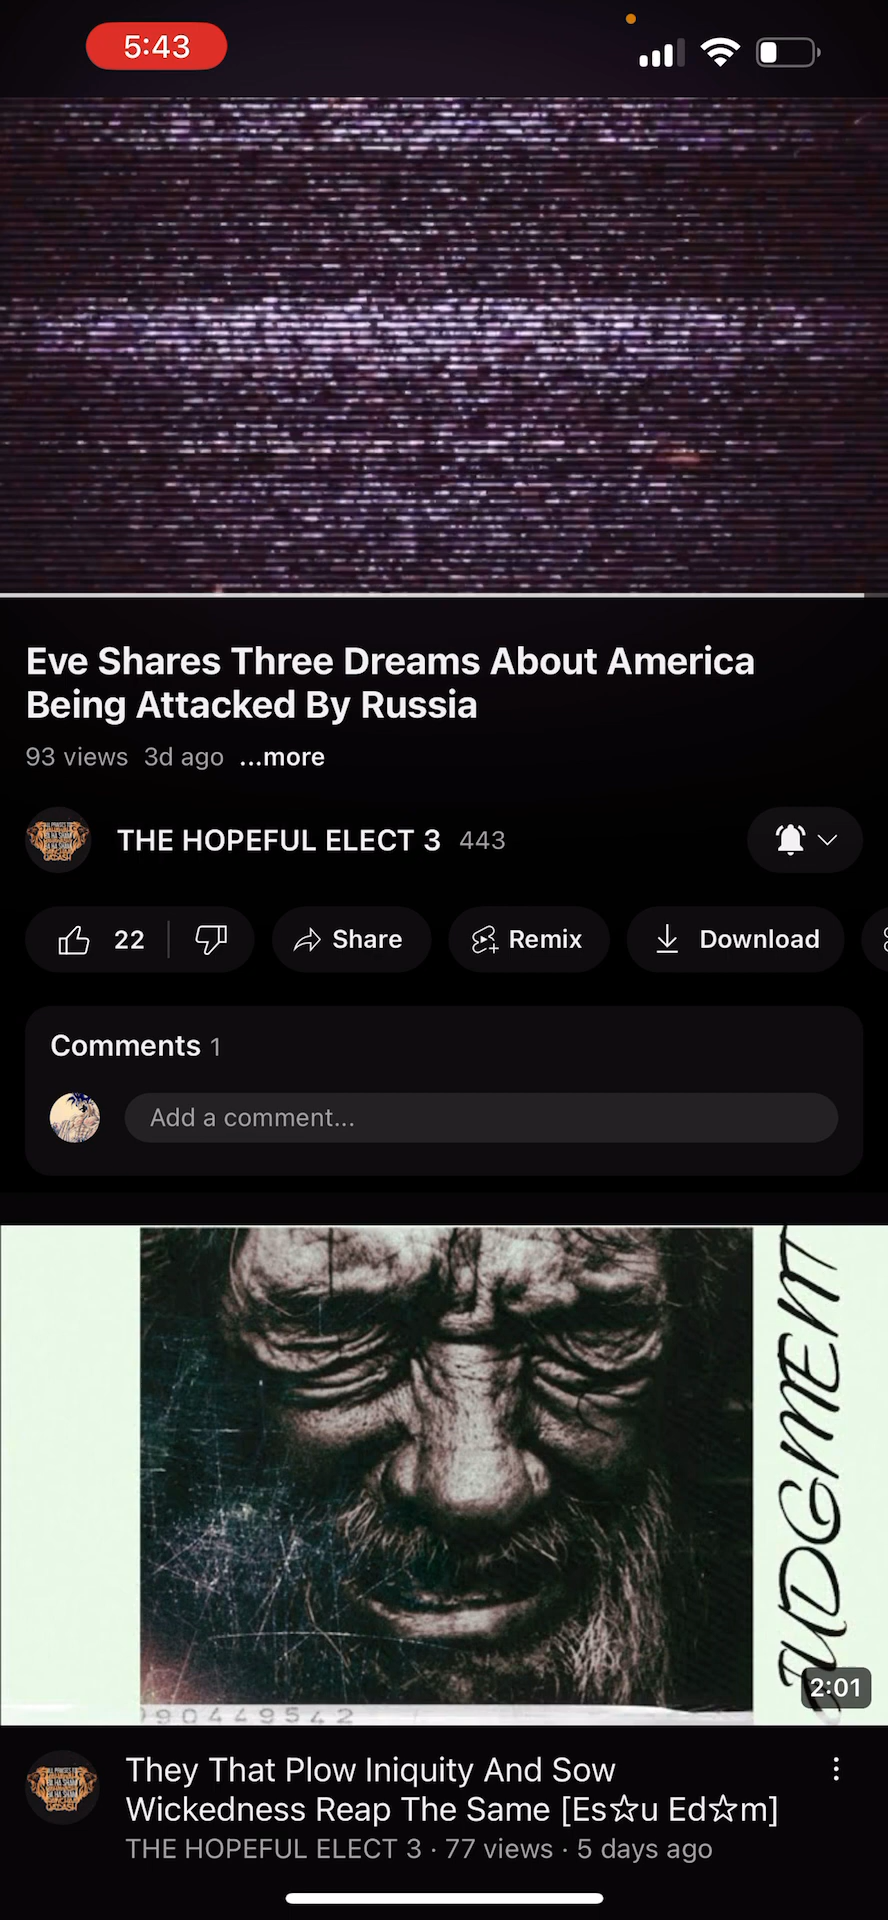 5:43
Eve Shares Three Dreams About America
Being Attacked By Russia
93 views 3d ago ...more
THE HOPEFUL ELECT 3 443
22 Share Remix Download
Comments 1
Add a comment...
JUDGMENT
2:01
90449542
They That Plow Iniquity And Sow
Wickedness Reap The Same [Es☆u Ed☆m]
THE HOPEFUL ELECT 3 · 77 views · 5 days ago